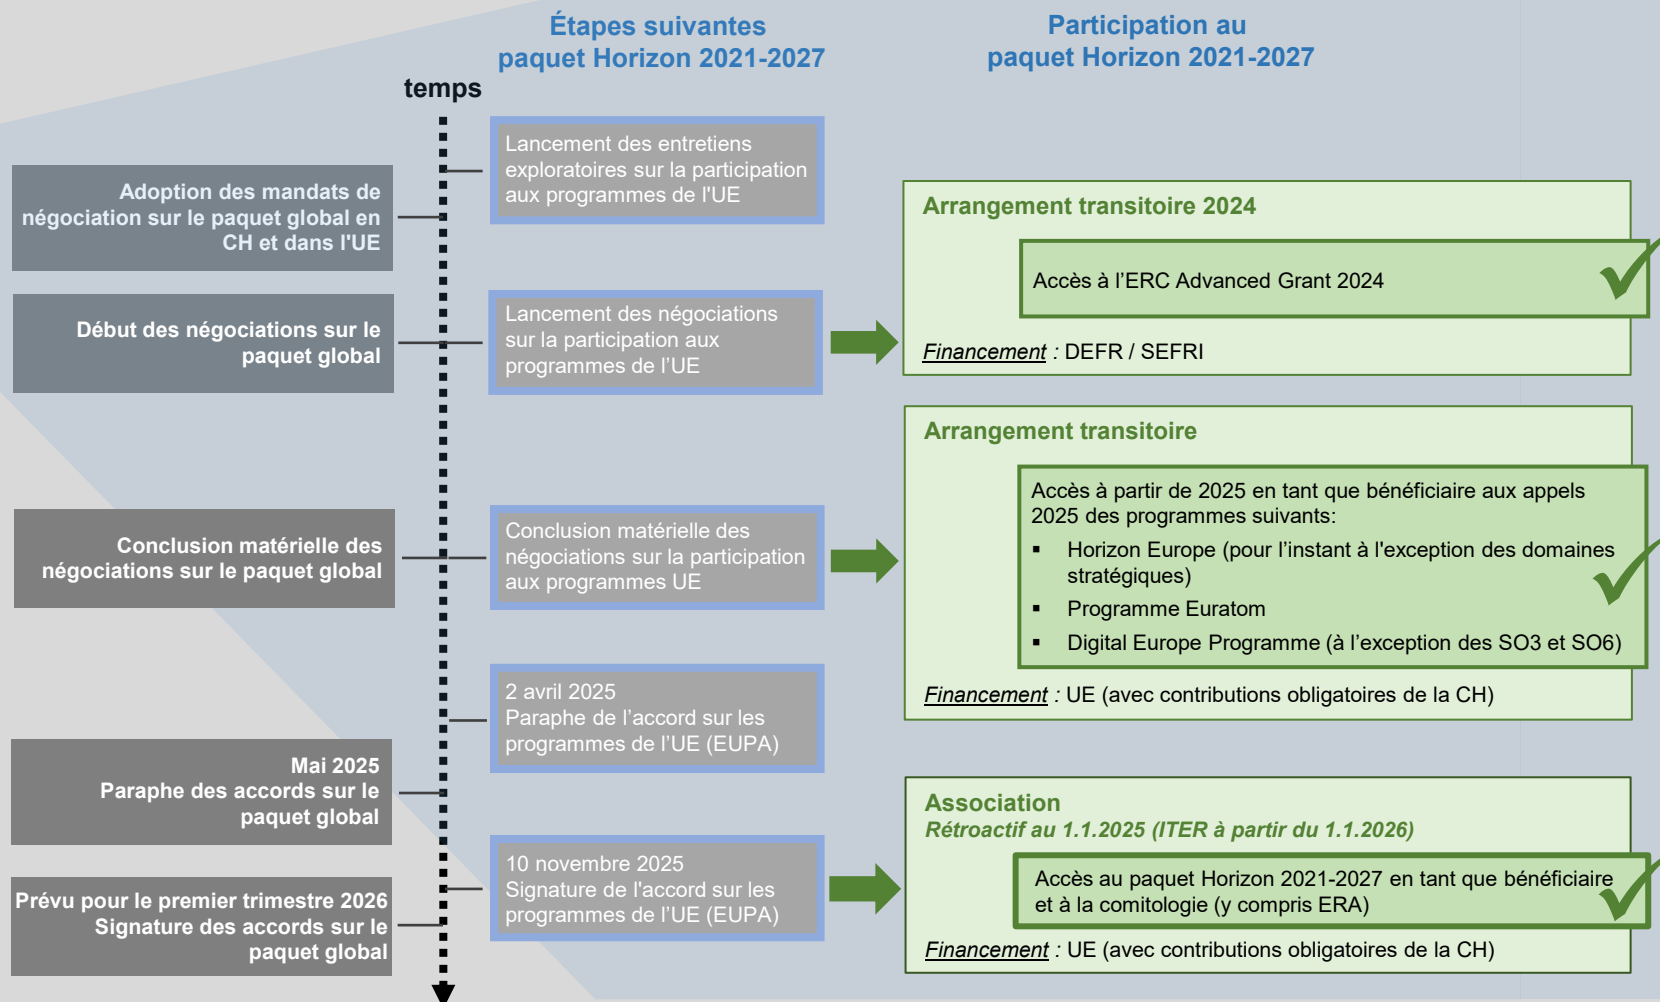 Étapes suivantes
paquet Horizon 2021-2027
Participation au
paquet Horizon 2021-2027
temps
Adoption des mandats de
négociation sur le paquet global en
CH et dans l'UE
Début des négociations sur le
paquet global
Conclusion matérielle des
négociations sur le paquet global
Mai 2025
Paraphe des accords sur le
paquet global
Prévu pour le premier trimestre 2026
Signature des accords sur le
paquet global
Lancement des entretiens
exploratoires sur la participation
aux programmes de l'UE
Lancement des négociations
sur la participation aux
programmes de l’UE
Conclusion matérielle des
négociations sur la participation
aux programmes UE
2 avril 2025
Paraphe de l’accord sur les
programmes de l’UE (EUPA)
10 novembre 2025
Signature de l'accord sur les
programmes de l’UE (EUPA)
Arrangement transitoire 2024
Accès à l’ERC Advanced Grant 2024
Financement : DEFR / SEFRI
Arrangement transitoire
Accès à partir de 2025 en tant que bénéficiaire aux appels
2025 des programmes suivants:
▪ Horizon Europe (pour l’instant à l'exception des domaines
stratégiques)
▪ Programme Euratom
▪ Digital Europe Programme (à l’exception des SO3 et SO6)
Financement : UE (avec contributions obligatoires de la CH)
Association
Rétroactif au 1.1.2025 (ITER à partir du 1.1.2026)
Accès au paquet Horizon 2021-2027 en tant que bénéficiaire
et à la comitologie (y compris ERA)
Financement : UE (avec contributions obligatoires de la CH)